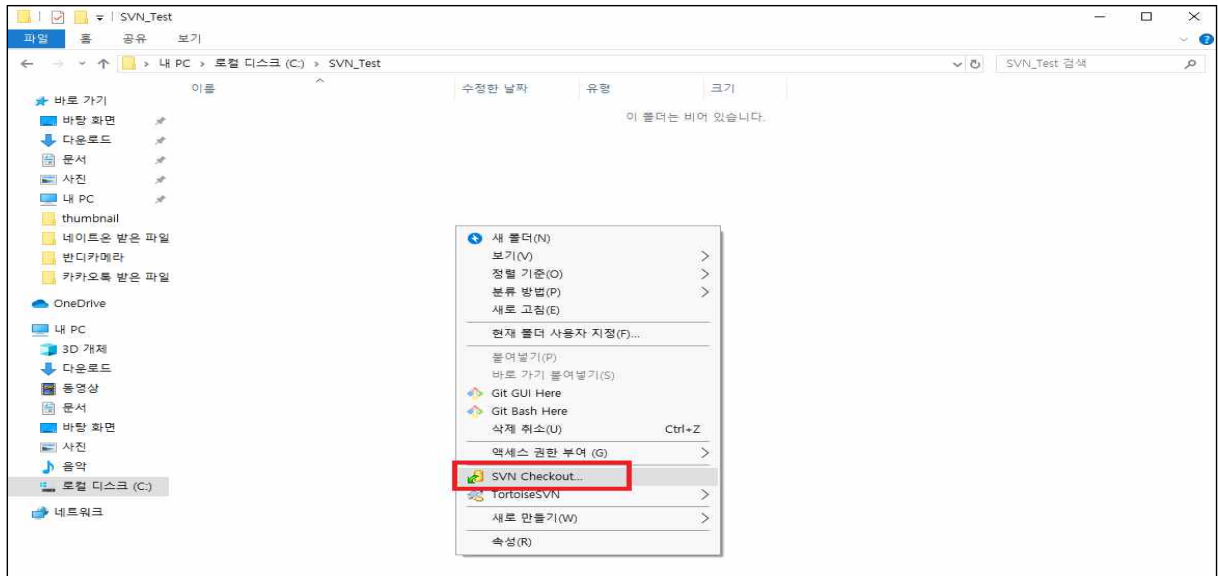 SVN_Test
파일 홈 공유 보기
내 PC > 로컬 디스크 (C:) > SVN_Test
SVN_Test 검색
이름 수정한 날짜 유형 크기
이 폴더는 비어 있습니다.
바로 가기
바탕 화면
다운로드
문서
사진
내 PC
thumbnail
네이트온 받은 파일
반디카메라
카카오톡 받은 파일
OneDrive
내 PC
3D 개체
다운로드
동영상
문서
바탕 화면
사진
음악
로컬 디스크 (C:)
네트워크
새 폴더(N)
보기(V)
정렬 기준(O)
분류 방법(P)
새로 고침(E)
현재 폴더 사용자 지정(F)...
붙여넣기(P)
바로 가기 붙여넣기(S)
Git GUI Here
Git Bash Here
삭제 취소(U) Ctrl+Z
액세스 권한 부여 (G)
SVN Checkout...
TortoiseSVN
새로 만들기(W)
속성(R)